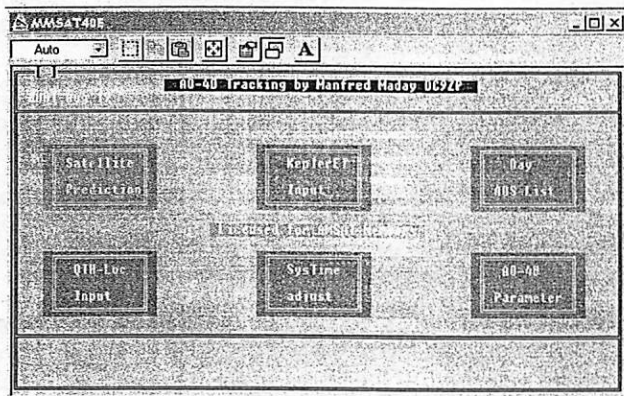 MMSAT40E
Auto
A
AO-40 Tracking by Manfred Maday DC9ZP
Satellite
Prediction
KeplerEl
Input
Day
AOS List
QTH-Loc
Input
SysTime
adjust
AO-40
Parameter